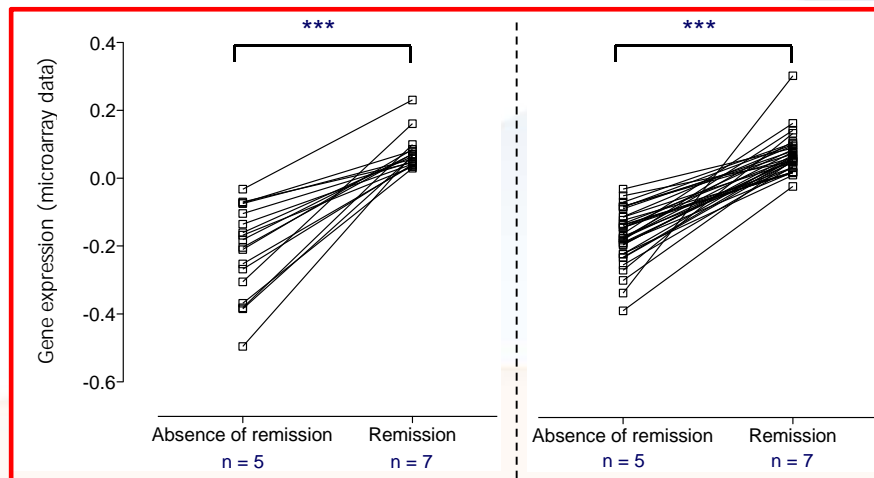 *** ***
Gene expression (microarray data)
0.4
0.2
0.0
-0.2
-0.4
-0.6
Absence of remission Remission Absence of remission Remission
n = 5 n = 7 n = 5 n = 7